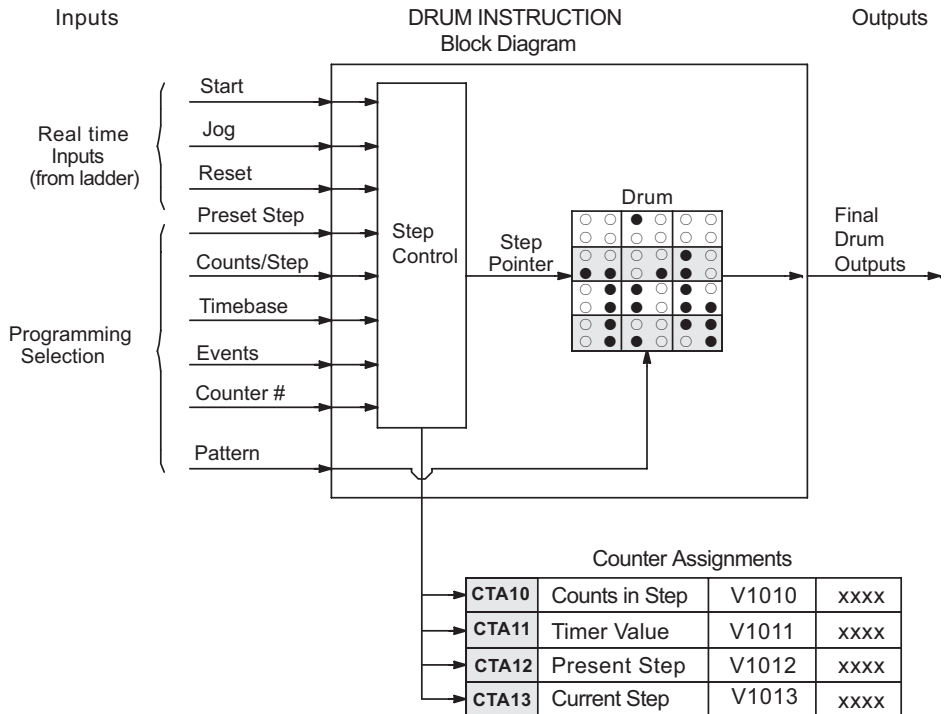 Inputs
DRUM INSTRUCTION
Block Diagram
Outputs
Real time
Inputs
(from ladder)
Start
Jog
Reset
Programming
Selection
Preset Step
Counts/Step
Timebase
Events
Counter #
Pattern
Step
Control
Step
Pointer
Drum
Final
Drum
Outputs
Counter Assignments
CTA10 Counts in Step V1010 xxxx
CTA11 Timer Value V1011 xxxx
CTA12 Present Step V1012 xxxx
CTA13 Current Step V1013 xxxx